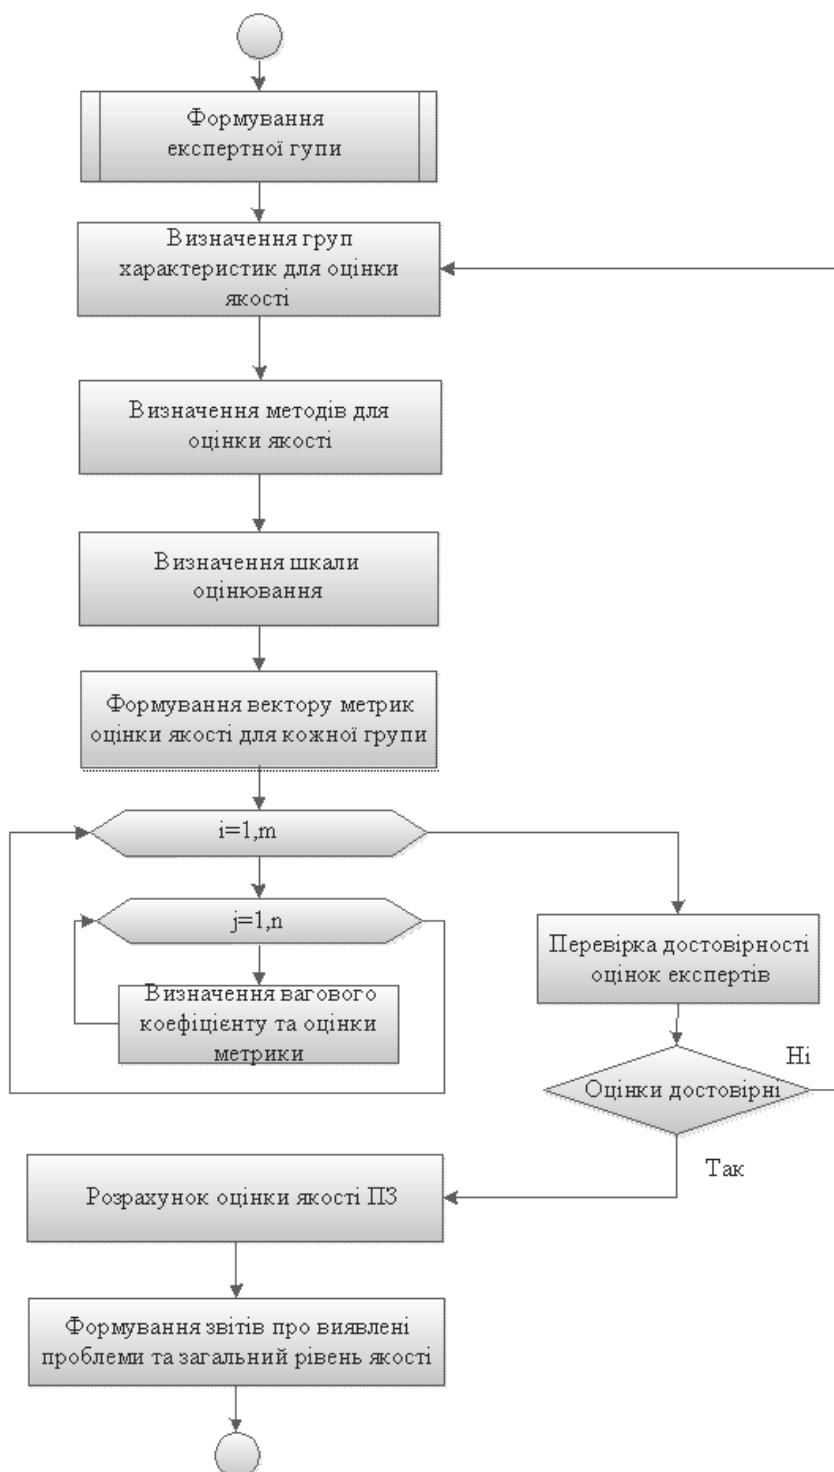 Формування
експертної гупи
Визначення груп
характеристик для оцінки
якості
Визначення методів для
оцінки якості
Визначення шкали
оцінювання
Формування вектору метрик
оцінки якості для кожної групи
i=1,m
j=1,n
Визначення вагового
коефіцієнту та оцінки
метрики
Перевірка достовірності
оцінок експертів
Ні
Оцінки достовірні
Так
Розрахунок оцінки якості ПЗ
Формування звітів про виявлені
проблеми та загальний рівень якості